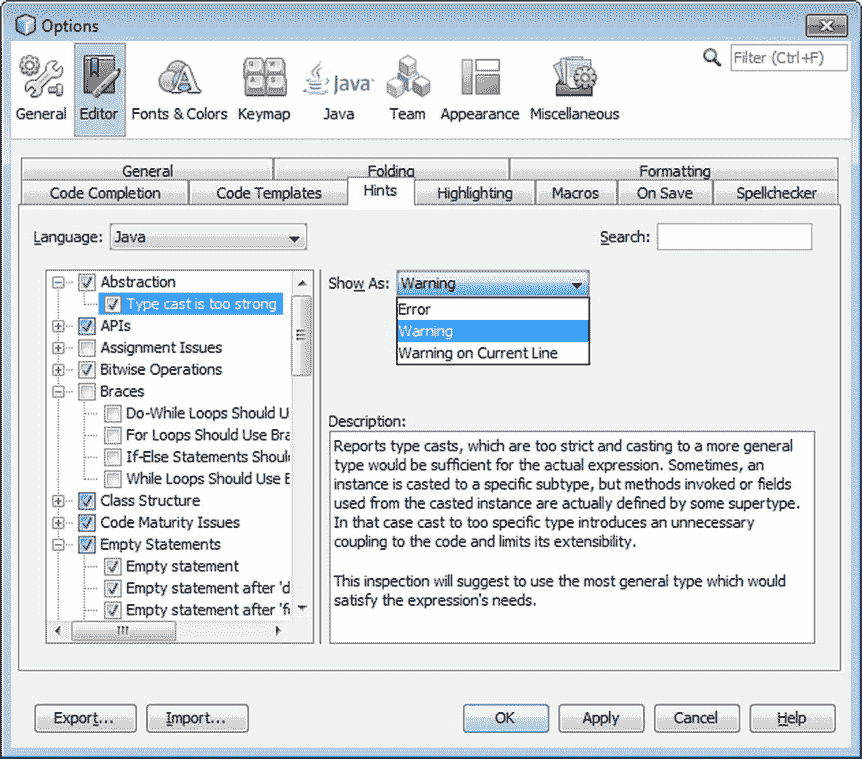 Options
Filter (Ctrl+F)
General Editor Fonts & Colors Keymap Java Team Appearance Miscellaneous
General Folding Formatting
Code Completion Code Templates Hints Highlighting Macros On Save Spellchecker
Language: Java Search:
Abstraction
Type cast is too strong
APIs
Assignment Issues
Bitwise Operations
Braces
Do-While Loops Should U
For Loops Should Use Bra
If-Else Statements Shoul
While Loops Should Use B
Class Structure
Code Maturity Issues
Empty Statements
Empty statement
Empty statement after 'd
Empty statement after 'f
Show As: Warning
Error
Warning
Warning on Current Line
Description:
Reports type casts, which are too strict and casting to a more general
type would be sufficient for the actual expression. Sometimes, an
instance is casted to a specific subtype, but methods invoked or fields
used from the casted instance are actually defined by some supertype.
In that case cast to too specific type introduces an unnecessary
coupling to the code and limits its extensibility.
This inspection will suggest to use the most general type which would
satisfy the expression's needs.
Export... Import... OK Apply Cancel Help